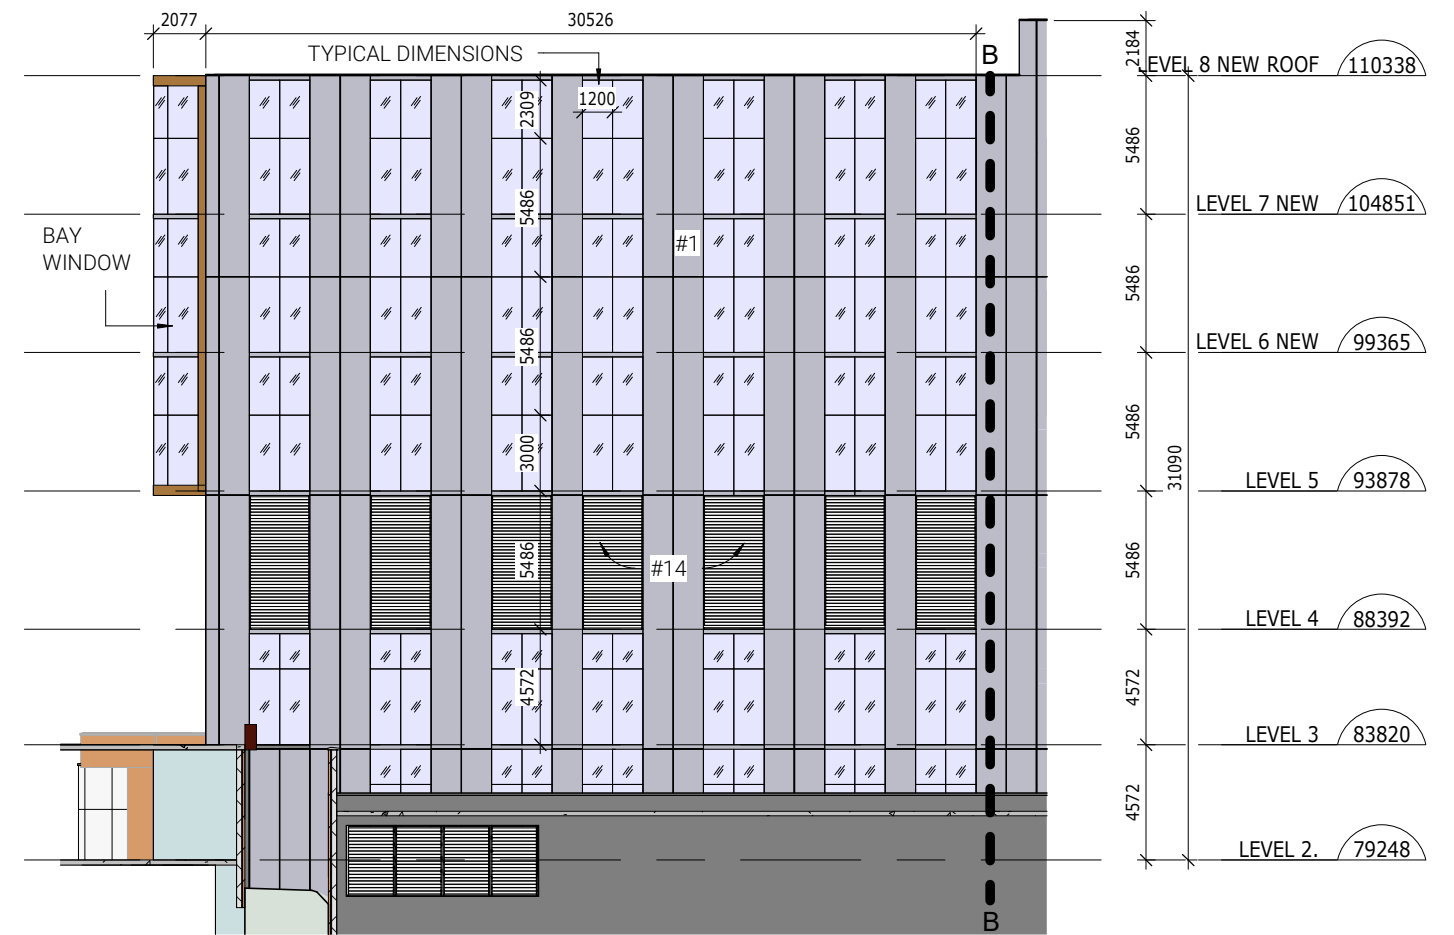 2077
30526
TYPICAL DIMENSIONS
B
2184
LEVEL 8 NEW ROOF 110338
2309
1200
5486
5486
LEVEL 7 NEW 104851
BAY
WINDOW
#1
5486
5486
LEVEL 6 NEW 99365
3000
5486
31090
LEVEL 5 93878
5486
#14
5486
LEVEL 4 88392
4572
4572
LEVEL 3 83820
4572
LEVEL 2. 79248
B